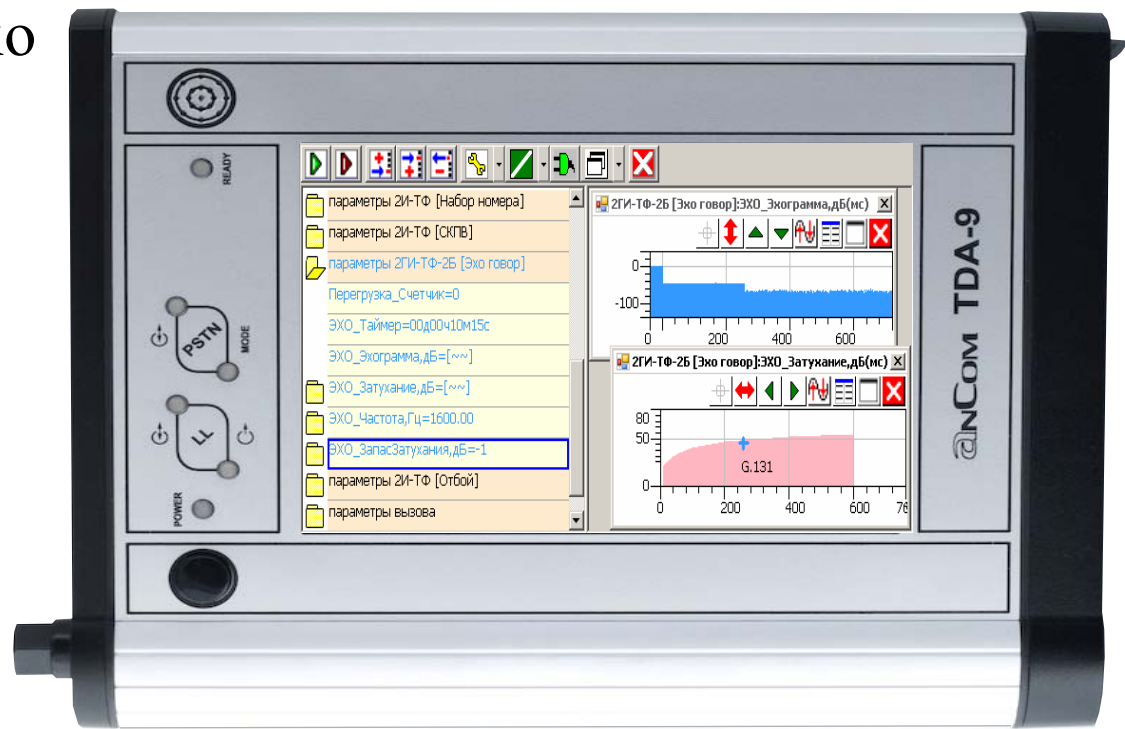 ю
READY
PSTN
MODE
LL
POWER
параметры 2И-ТФ [Набор номера]
параметры 2И-ТФ [СКПВ]
параметры 2ГИ-ТФ-2Б [Эхо говор]
Перегрузка_Счетчик=0
ЭХО_Таймер=00д00ч10м15с
ЭХО_Эхограмма,дБ=[~~]
ЭХО_Затухание,дБ=[~~]
ЭХО_Частота,Гц=1600.00
ЭХО_ЗапасЗатухания,дБ=-1
параметры 2И-ТФ [Отбой]
параметры вызова
2ГИ-ТФ-2Б [Эхо говор]:ЭХО_Эхограмма,дБ(мс)
0
-100
0 200 400 600
2ГИ-ТФ-2Б [Эхо говор]:ЭХО_Затухание,дБ(мс)
80
50
0
G.131
0 200 400 600 76
AnCom TDA-9